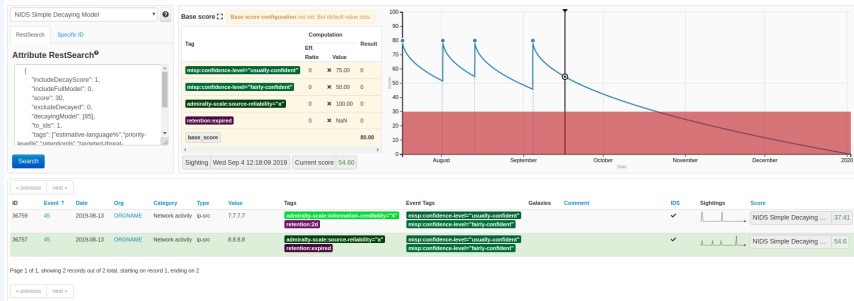 NIDS Simple Decaying Model
RestSearch Specific ID
Attribute RestSearch
{
"includeDecayScore": 1,
"includeFullModel": 0,
"score": 30,
"excludeDecayed": 0,
"decayingModel": [85],
"to_ids": 1,
"tags": ["estimative-language%","priority-
level%","retention%","targeted-threat-
Search
Base score Base score configuration not set. But default value sets.
Tag Computation Result
Eff. Ratio Value
misp:confidence-level="usually-confident" 0 × 75.00 0
misp:confidence-level="fairly-confident" 0 × 50.00 0
admiralty-scale:source-reliability="a" 0 × 100.00 0
retention:expired 0 × NaN 0
base_score 80.00
Sighting Wed Sep 4 12:18:09 2019 Current score 54.60
100
90
80
70
60
50
40
30
20
10
0
August September October November December 2020
Date
« previous next »
ID Event ↑ Date Org Category Type Value Tags Event Tags Galaxies Comment IDS Sightings Score
36759 45 2019-08-13 ORGNAME Network activity ip-src 7.7.7.7 admiralty-scale:information-credibility="4" misp:confidence-level="usually-confident" NIDS Simple Decaying ... 37.41
retention:2d misp:confidence-level="fairly-confident"
36757 45 2019-08-13 ORGNAME Network activity ip-src 8.8.8.8 admiralty-scale:source-reliability="a" misp:confidence-level="usually-confident" NIDS Simple Decaying ... 54.6
retention:expired misp:confidence-level="fairly-confident"
Page 1 of 1, showing 2 records out of 2 total, starting on record 1, ending on 2
« previous next »